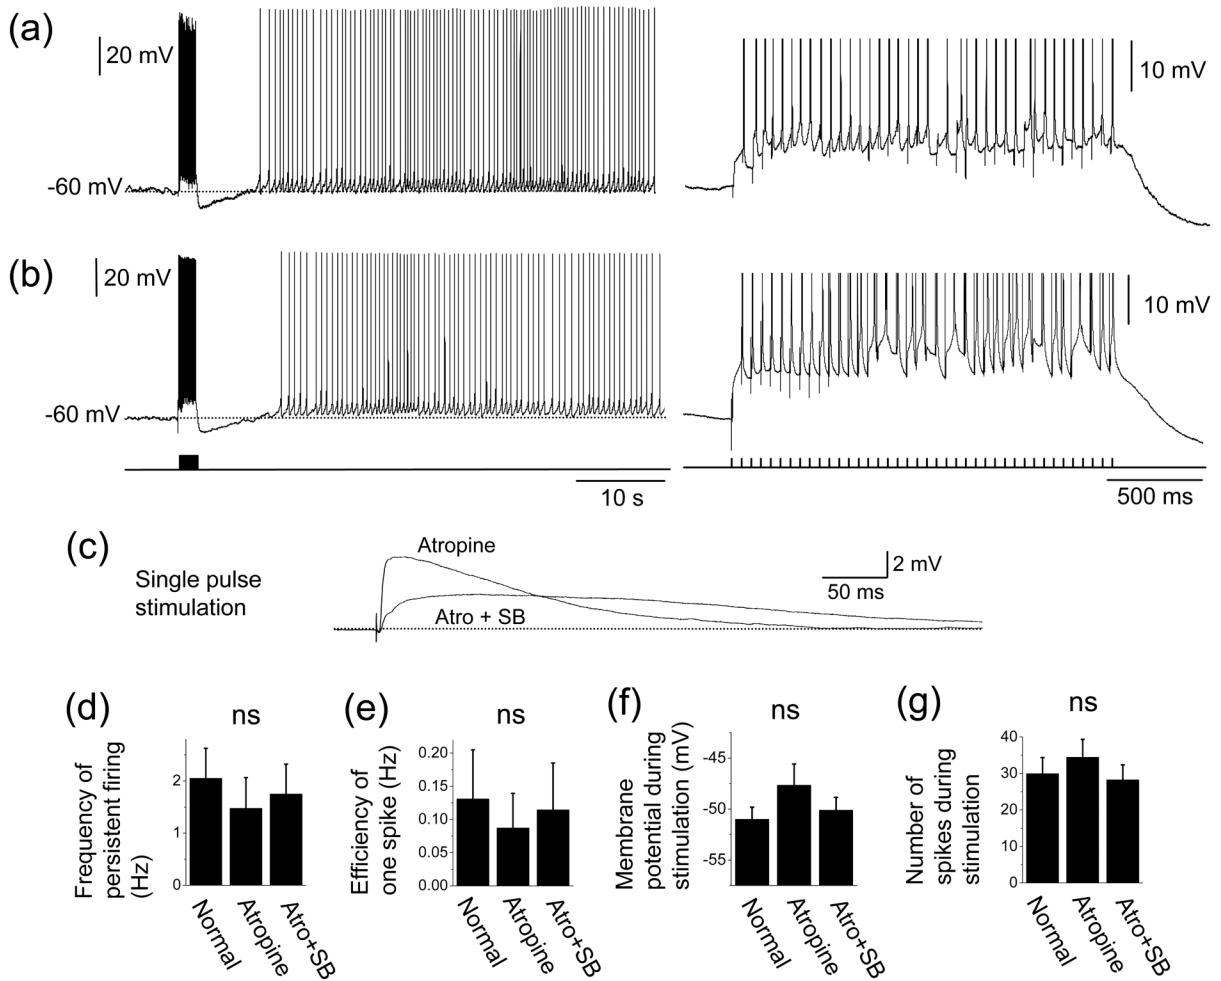 (a)
20 mV
10 mV
-60 mV
(b)
20 mV
10 mV
-60 mV
10 s
500 ms
(c)
Single pulse
stimulation
Atropine
Atro + SB
2 mV
50 ms
(d)
ns
Frequency of
persistent firing
(Hz)
2
1
0
Normal
Atropine
Atro+SB
(e)
ns
Efficiency of
one spike (Hz)
0.20
0.15
0.10
0.05
0.00
Normal
Atropine
Atro+SB
(f)
ns
Membrane
potential during
stimulation (mV)
-45
-50
-55
Normal
Atropine
Atro+SB
(g)
ns
Number of
spikes during
stimulation
40
30
20
10
0
Normal
Atropine
Atro+SB